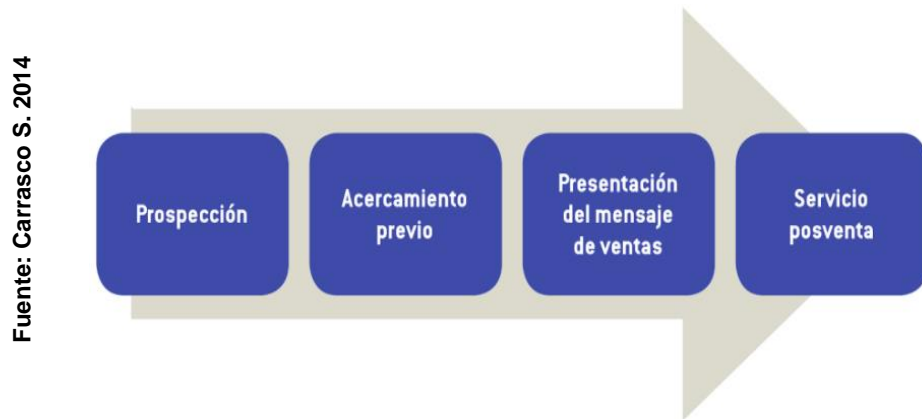 Fuente: Carrasco S. 2014
Prospección
Acercamiento
previo
Presentación
del mensaje
de ventas
Servicio
posventa